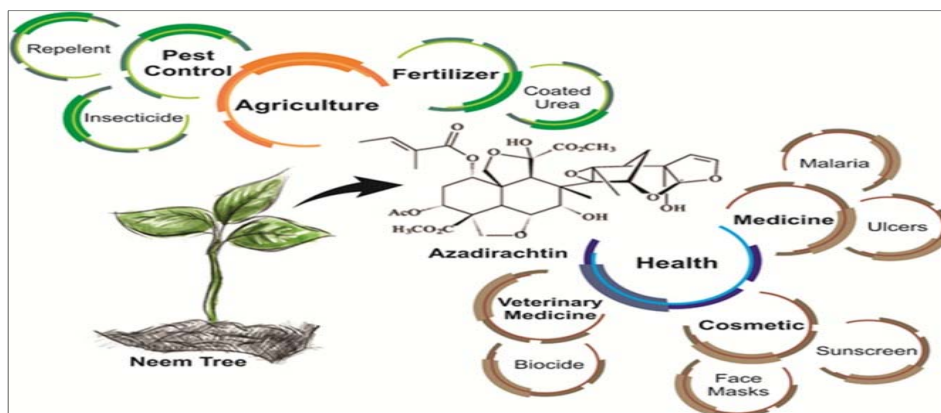 Repelent
Pest
Control
Insecticide
Agriculture
Fertilizer
Coated
Urea
O
O
O
HO
CO₂CH₃
O
O
O
OH
AcO
H₃CO₂C
O
OH
Azadirachtin
Neem Tree
Health
Medicine
Malaria
Ulcers
Veterinary
Medicine
Biocide
Cosmetic
Sunscreen
Face
Masks